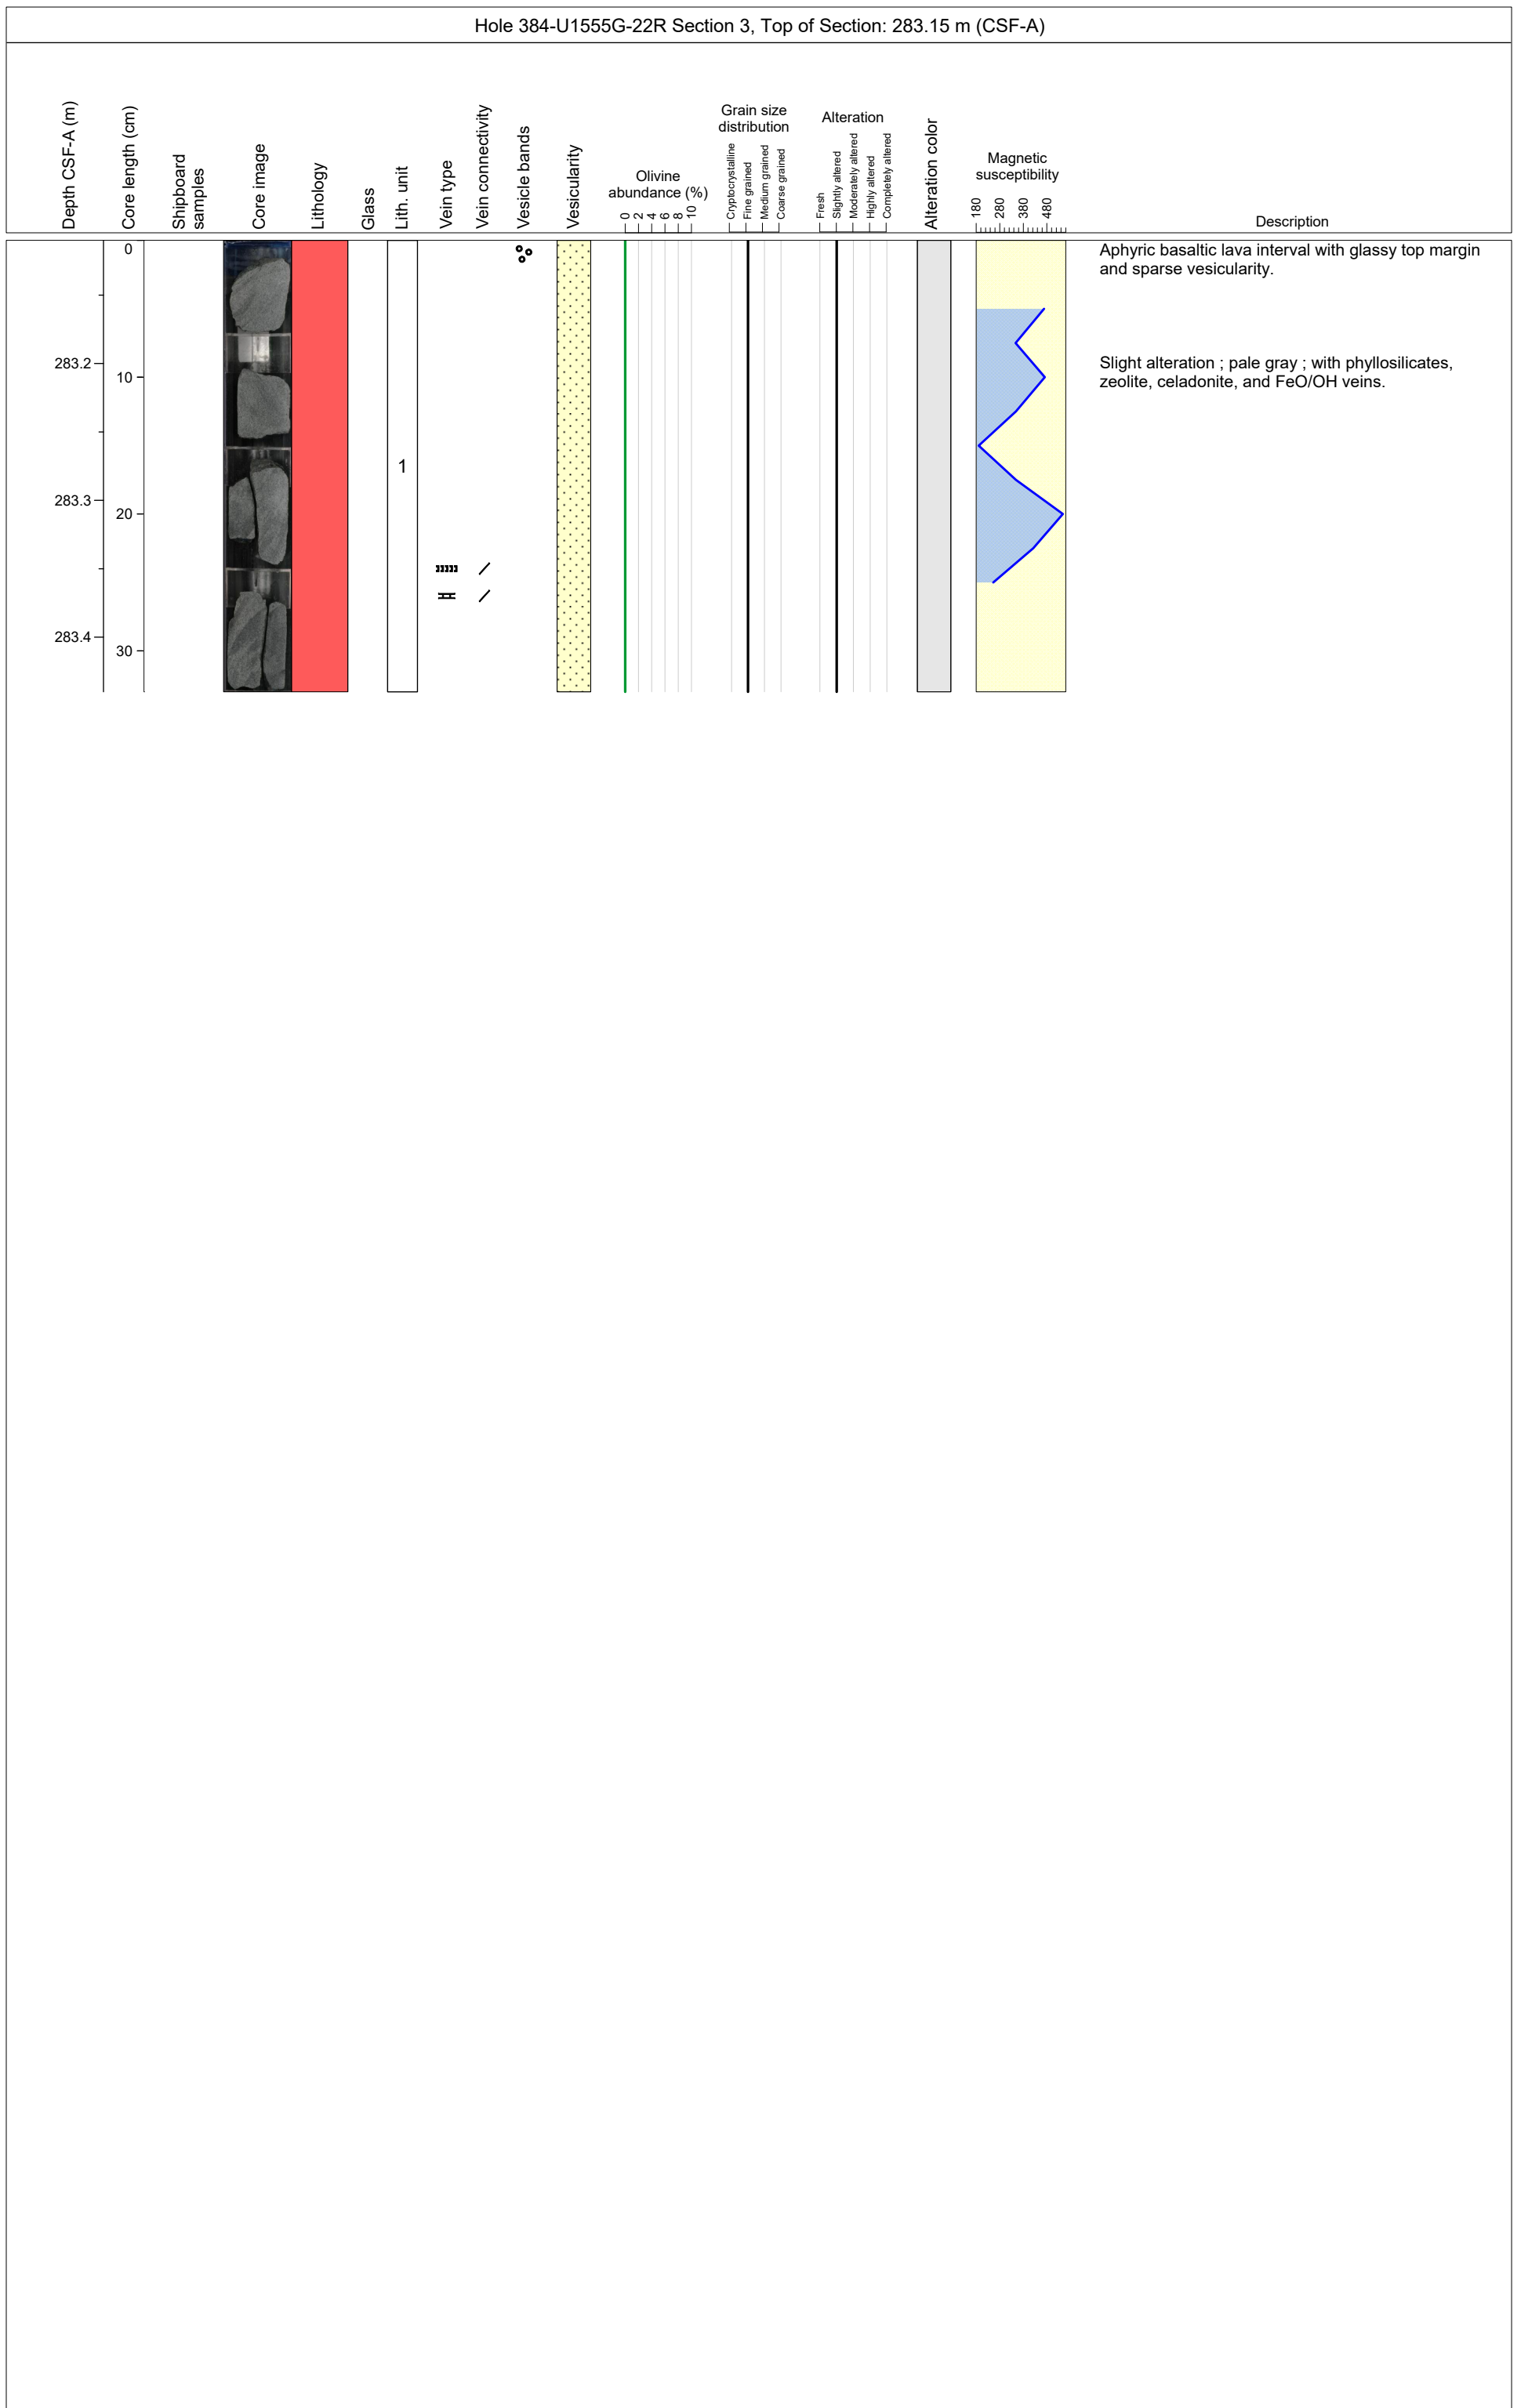 Hole 384-U1555G-22R Section 3, Top of Section: 283.15 m (CSF-A)
Depth CSF-A (m)
Core length (cm)
Shipboard
samples
Core image
Lithology
Glass
Lith. unit
Vein type
Vein connectivity
Vesicle bands
Vesicularity
Olivine
abundance (%)
0 2 4 6 8 10
Grain size
distribution
Cryptocrystalline
Fine grained
Medium grained
Coarse grained
Alteration
Fresh
Slightly altered
Moderately altered
Highly altered
Completely altered
Alteration color
Magnetic
susceptibility
180 280 380 480
Description
0
Aphyric basaltic lava interval with glassy top margin
and sparse vesicularity.
283.2
10
Slight alteration ; pale gray ; with phyllosilicates,
zeolite, celadonite, and FeO/OH veins.
1
283.3
20
283.4
30